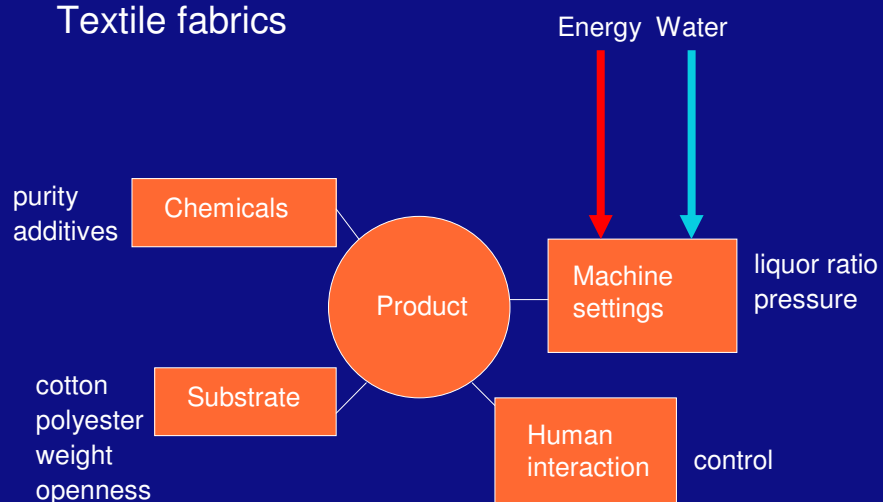 Textile fabrics
Energy Water
purity
additives
Chemicals
Product
Machine
settings
liquor ratio
pressure
cotton
polyester
weight
openness
Substrate
Human
interaction
control